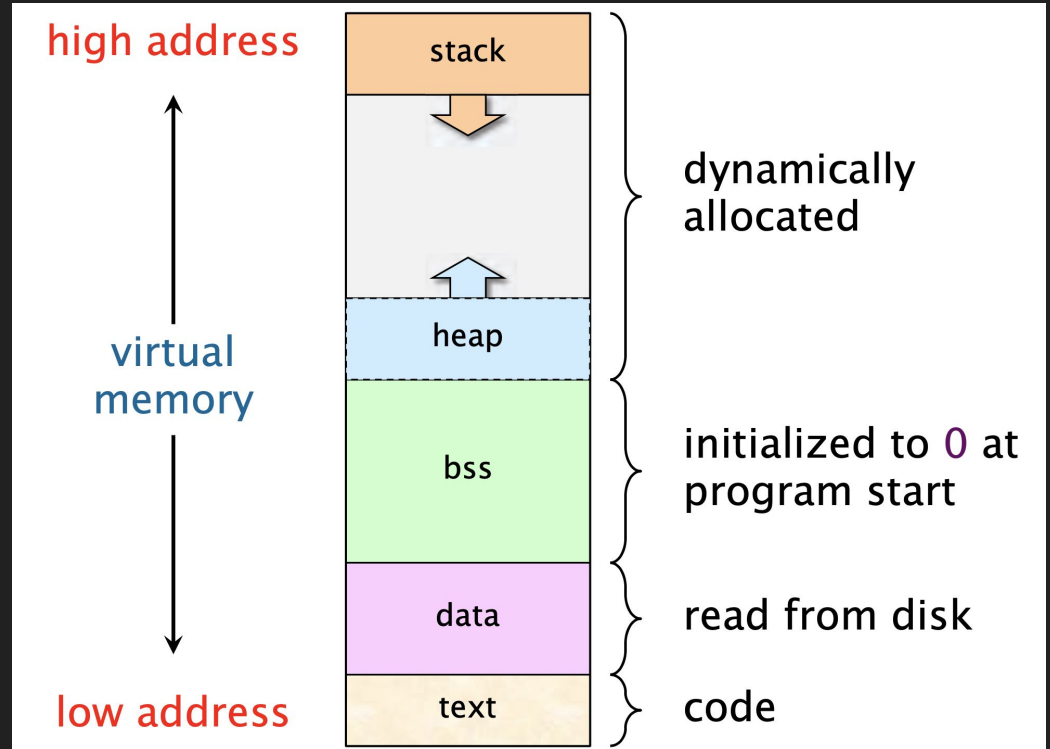 high address
stack
dynamically
allocated
heap
virtual
memory
initialized to 0 at
program start
bss
data
read from disk
low address
text
code